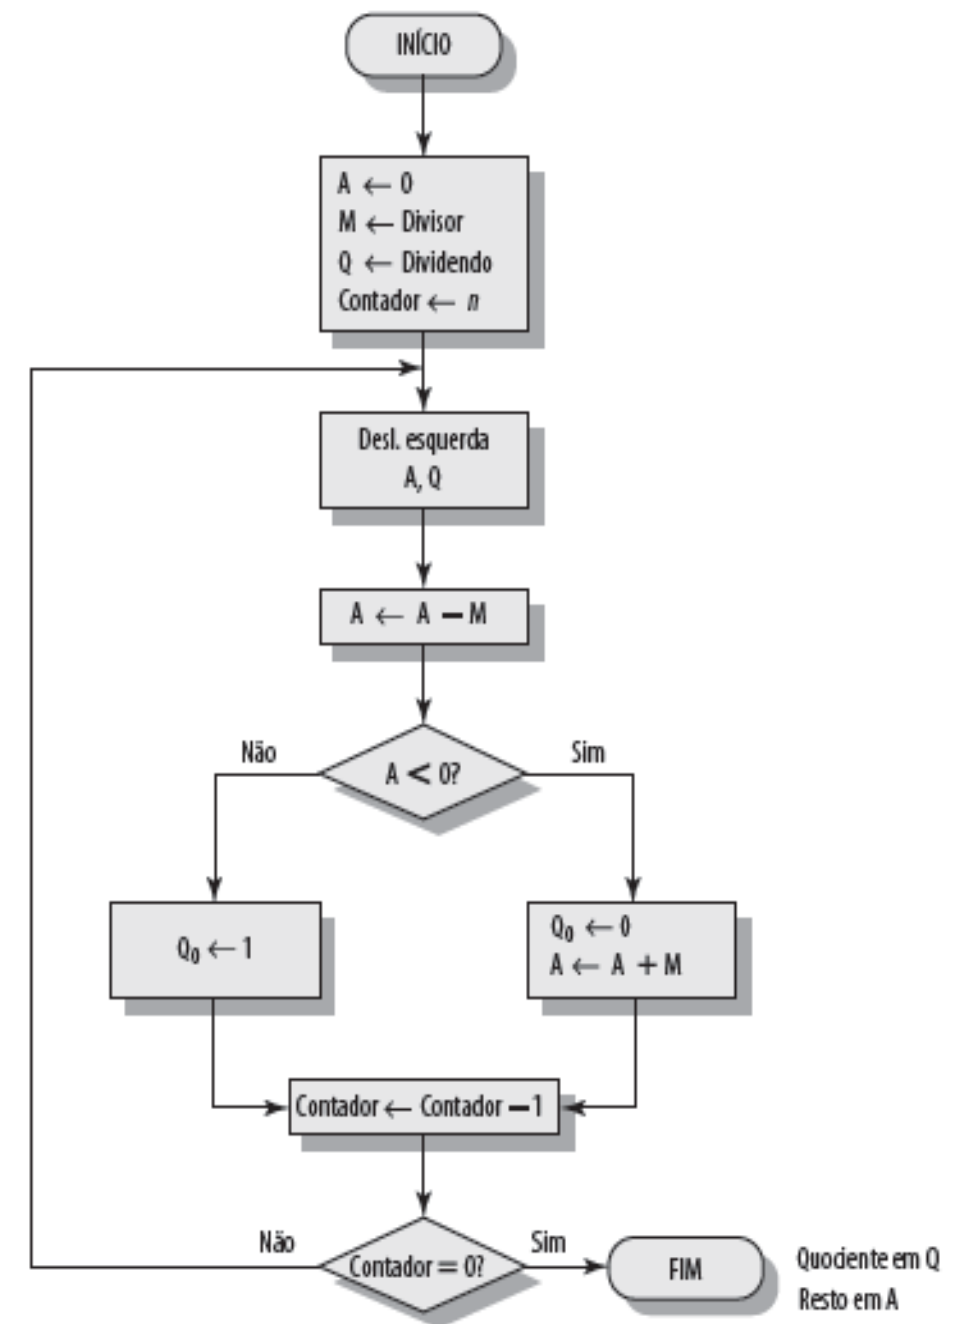 INÍCIO
A ← 0
M ← Divisor
Q ← Dividendo
Contador ← n
Desl. esquerda
A, Q
A ← A − M
Não
A < 0?
Sim
Q₀ ← 1
Q₀ ← 0
A ← A + M
Contador ← Contador − 1
Não
Contador = 0?
Sim
FIM
Quociente em Q
Resto em A